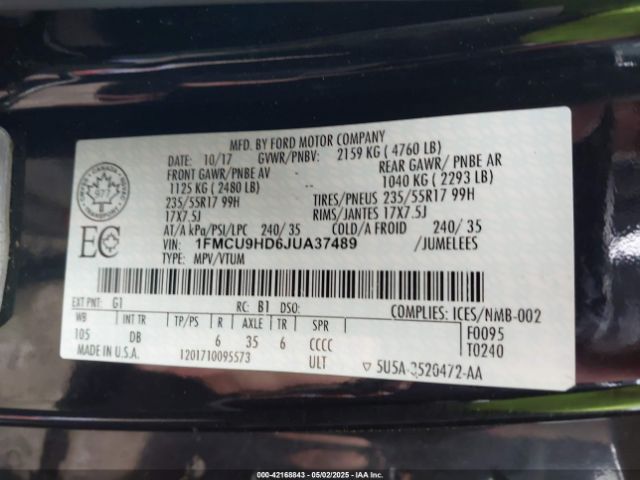 MFD. BY FORD MOTOR COMPANY
DATE: 10/17 GVWR/PNBV: 2159 KG ( 4760 LB)
FRONT GAWR/PNBE AV REAR GAWR/ PNBE AR
1125 KG ( 2480 LB) 1040 KG ( 2293 LB)
235/55R17 99H TIRES/PNEUS 235/55R17 99H
17X7.5J RIMS/JANTES 17X7.5J
AT/A kPa/PSI/LPC 240/ 35 COLD/A FROID 240/ 35
VIN: 1FMCU9HD6JUA37489 /JUMELEES
TYPE: MPV/VTUM
CANADA
977
EC
EXT PNT: G1 RC: B1 DSO: COMPLIES: ICES/NMB-002
WB INT TR TP/PS R AXLE TR SPR F0095
105 DB 6 35 6 CCCC T0240
MADE IN U.S.A. 1201710095573 ULT ▽ 5U5A-3520472-AA
000-42168843 05/02/2025 - IAA Holdings, LLC